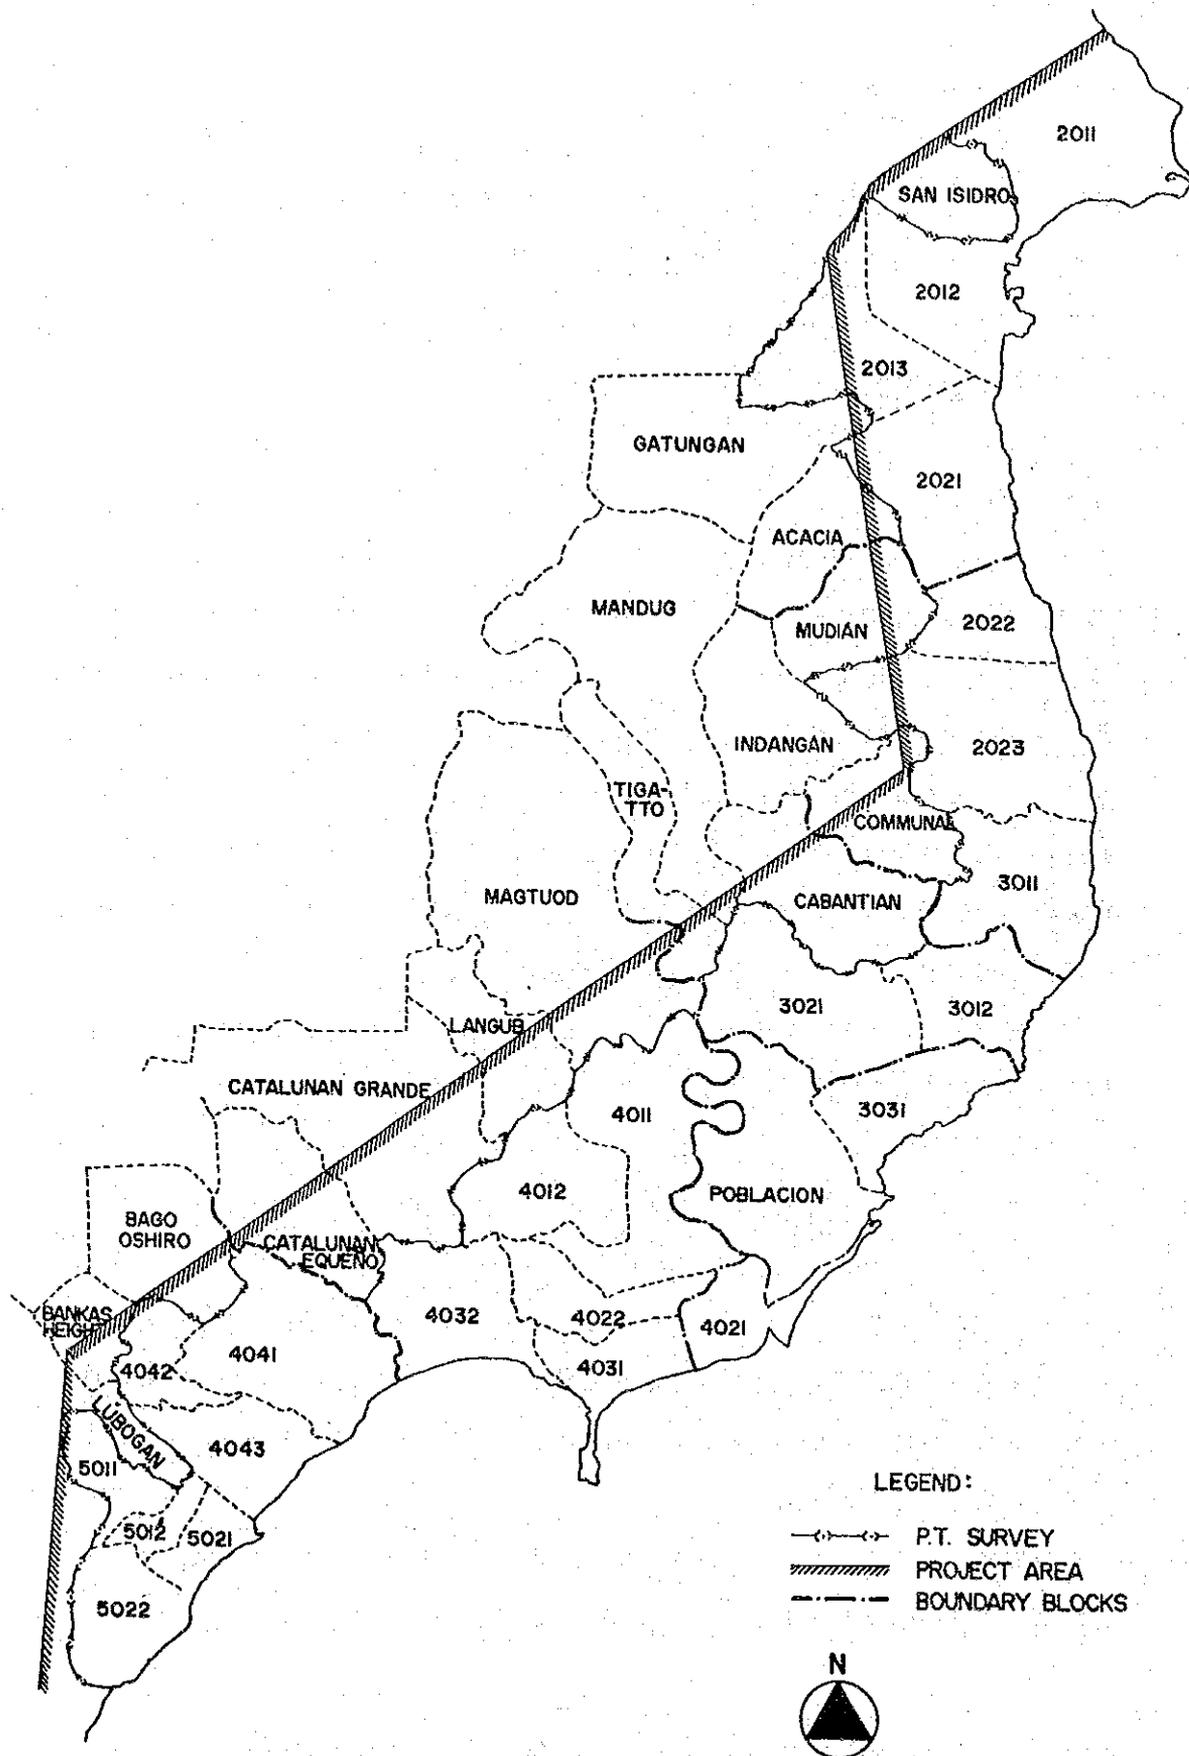 2011
SAN ISIDRO
2012
2013
GATUNGAN
2021
ACACIA
MANDUG
MUDIAN
2022
INDANGAN
2023
TIGA-
TTO
COMMUNAL
3011
MAGTUOD
CABANTIAN
3021
3012
LANGUB
CATALUNAN GRANDE
4011
3031
4012
POBLACION
BAGO
OSHIRO
CATALUNAN
EQUEÑO
BANKAS
HEIGHT
4032
4022
4021
4041
4042
4031
LUBOGAN
4043
5011
5012
5021
5022
LEGEND:
P.T. SURVEY
PROJECT AREA
BOUNDARY BLOCKS
N